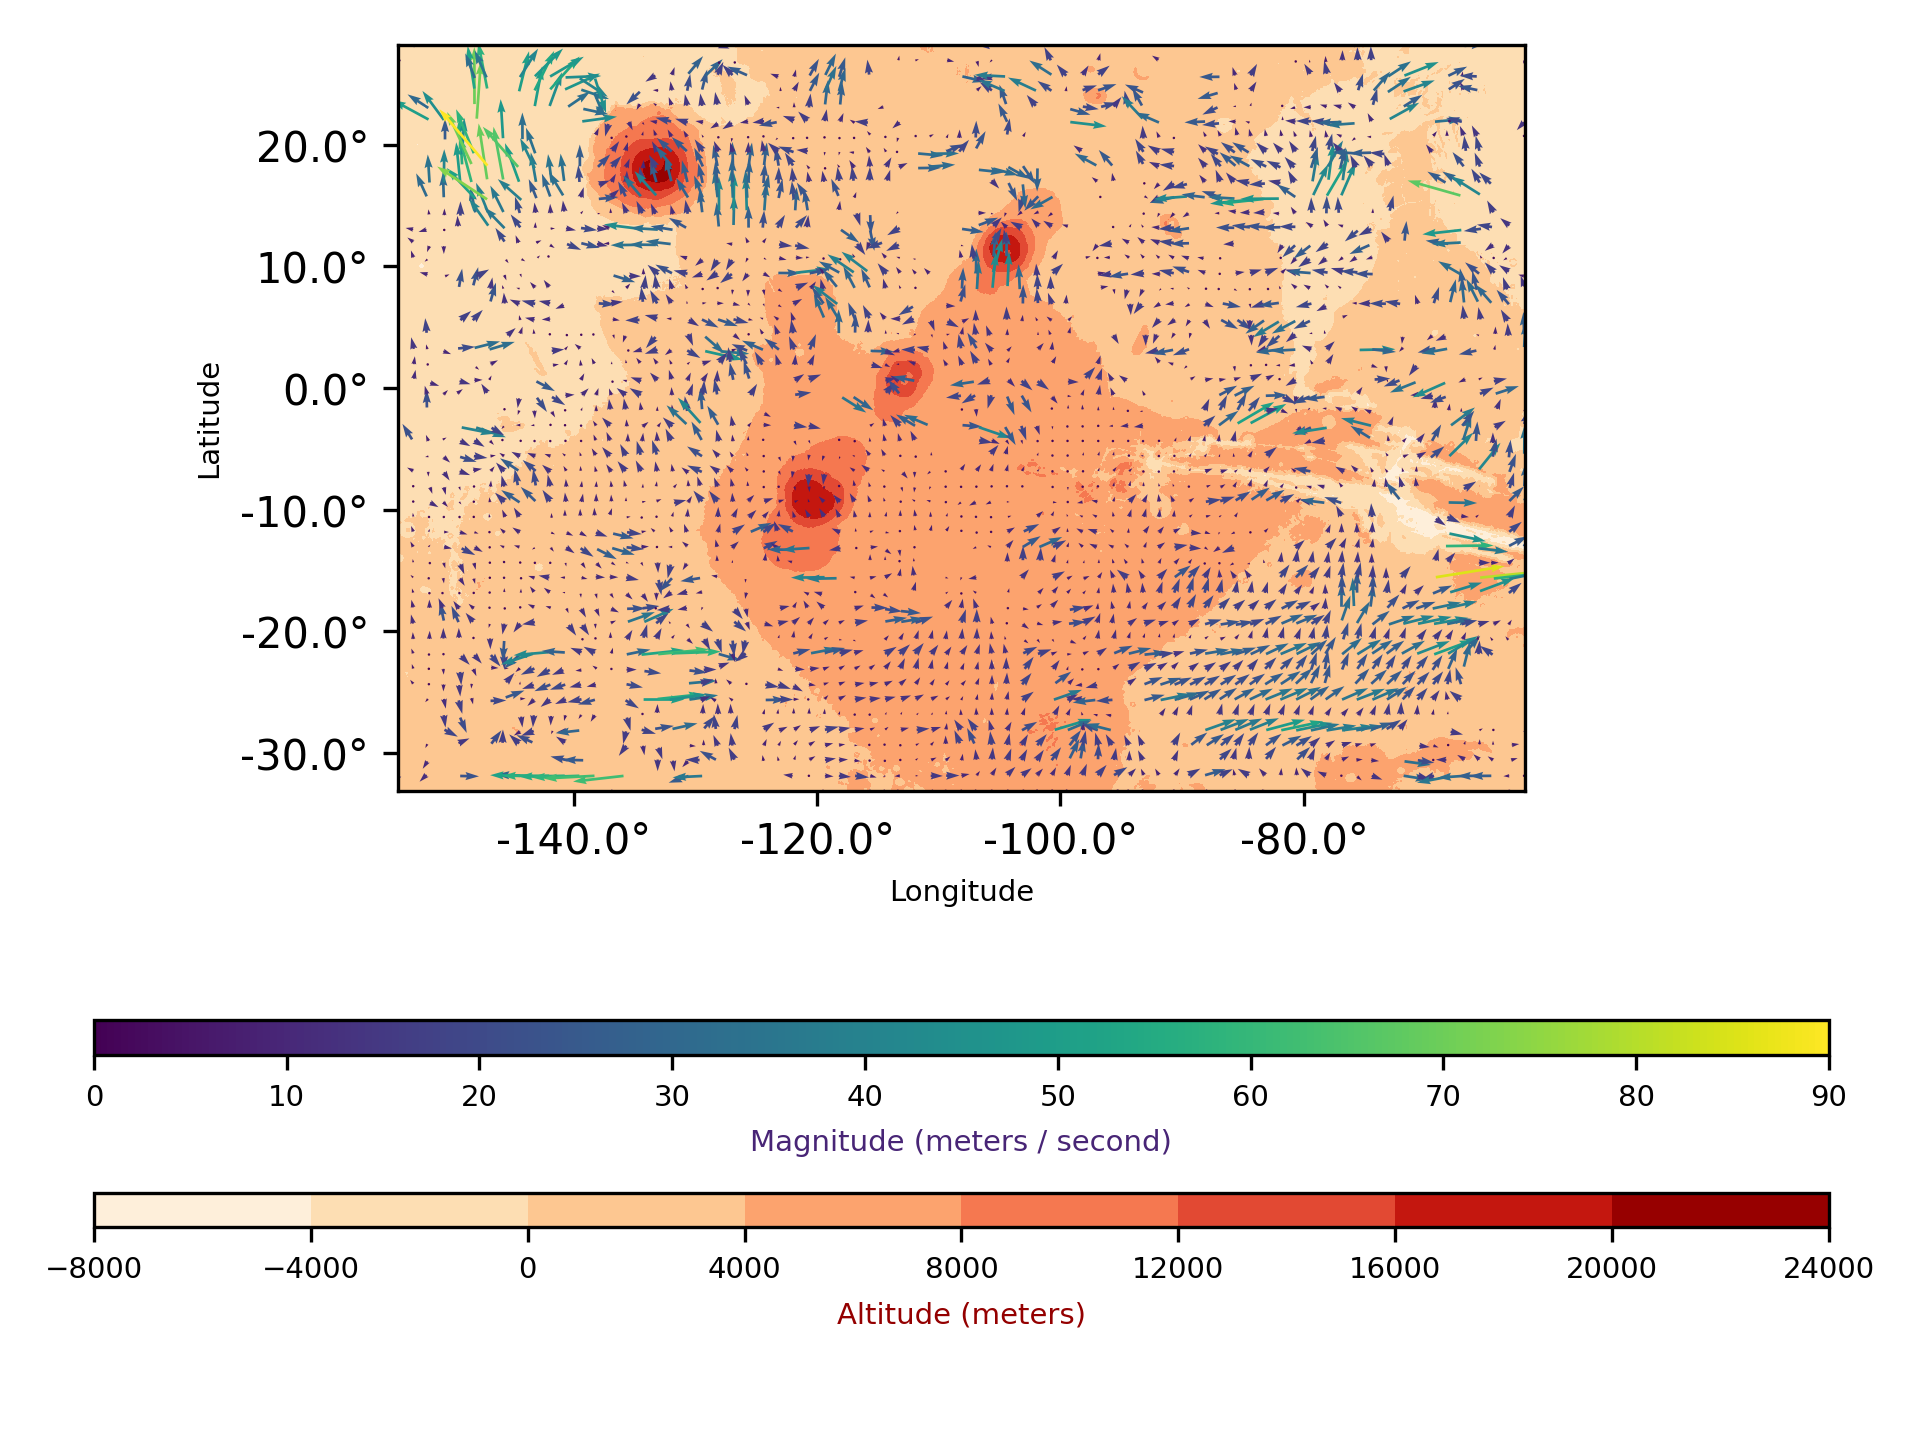 20.0°
10.0°
0.0°
-10.0°
-20.0°
-30.0°
Latitude
-140.0° -120.0° -100.0° -80.0°
Longitude
0 10 20 30 40 50 60 70 80 90
Magnitude (meters / second)
−8000 −4000 0 4000 8000 12000 16000 20000 24000
Altitude (meters)